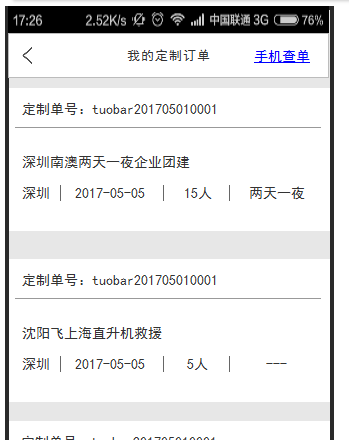 17:26 2.52K/s 中国联通 3G 76%
我的定制订单 手机查单
定制单号：tuobar201705010001
深圳南澳两天一夜企业团建
深圳 | 2017-05-05 | 15人 | 两天一夜
定制单号：tuobar201705010001
沈阳飞上海直升机救援
深圳 | 2017-05-05 | 5人 | ---